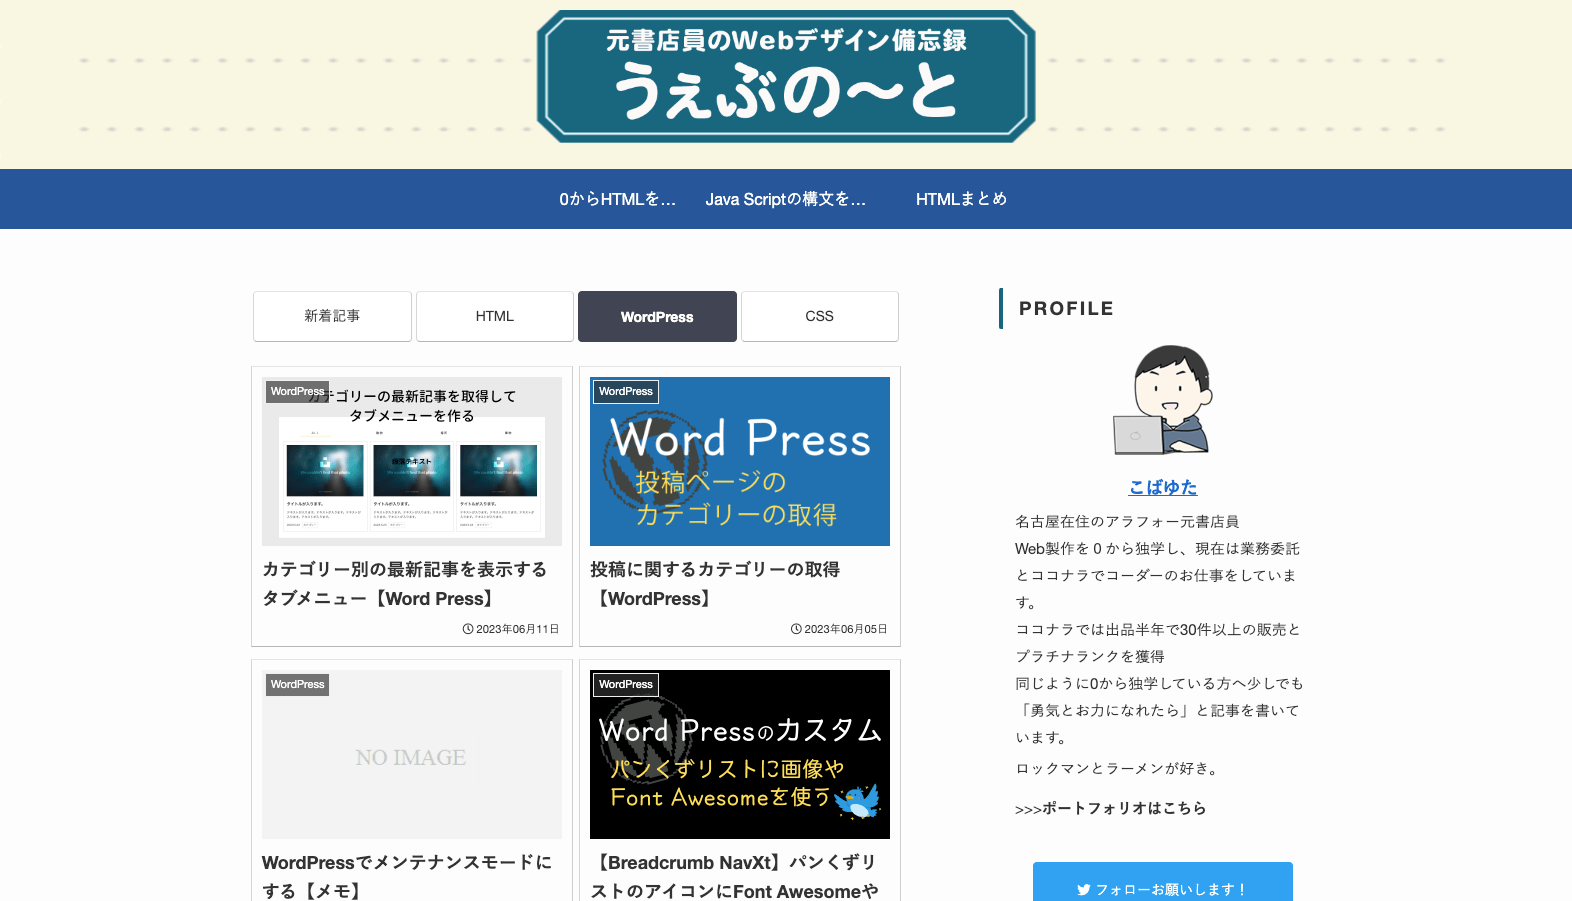 元書店員のWebデザイン備忘録
うぇぶの〜と
0からHTMLを…
Java Scriptの構文を…
HTMLまとめ
新着記事
HTML
WordPress
CSS
WordPress
カテゴリーの最新記事を取得して
タブメニューを作る
カテゴリー別の最新記事を表示する
タブメニュー【Word Press】
2023年06月11日
WordPress
Word Press
投稿ページの
カテゴリーの取得
投稿に関するカテゴリーの取得
【WordPress】
2023年06月05日
WordPress
NO IMAGE
WordPressでメンテナンスモードに
する【メモ】
WordPress
Word Pressのカスタム
パンくずリストに画像や
Font Awesomeを使う
【Breadcrumb NavXt】パンくずリ
ストのアイコンにFont Awesomeや
PROFILE
こばゆた
名古屋在住のアラフォー元書店員
Web製作を０から独学し、現在は業務委託
とココナラでコーダーのお仕事をしていま
す。
ココナラでは出品半年で30件以上の販売と
プラチナランクを獲得
同じように0から独学している方へ少しでも
「勇気とお力になれたら」と記事を書いて
います。
ロックマンとラーメンが好き。
>>>ポートフォリオはこちら
フォローお願いします！